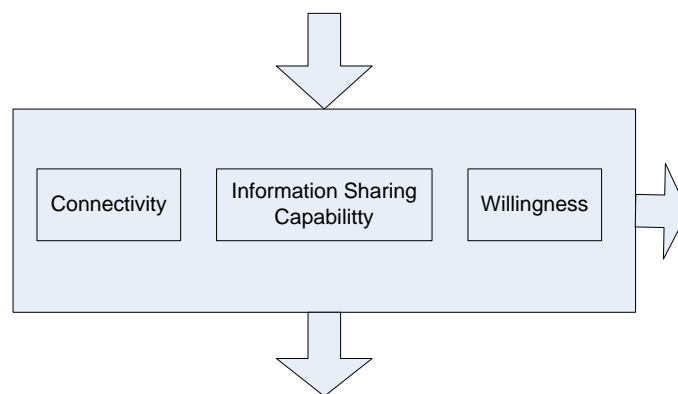 Connectivity
Information Sharing
Capabilitty
Willingness